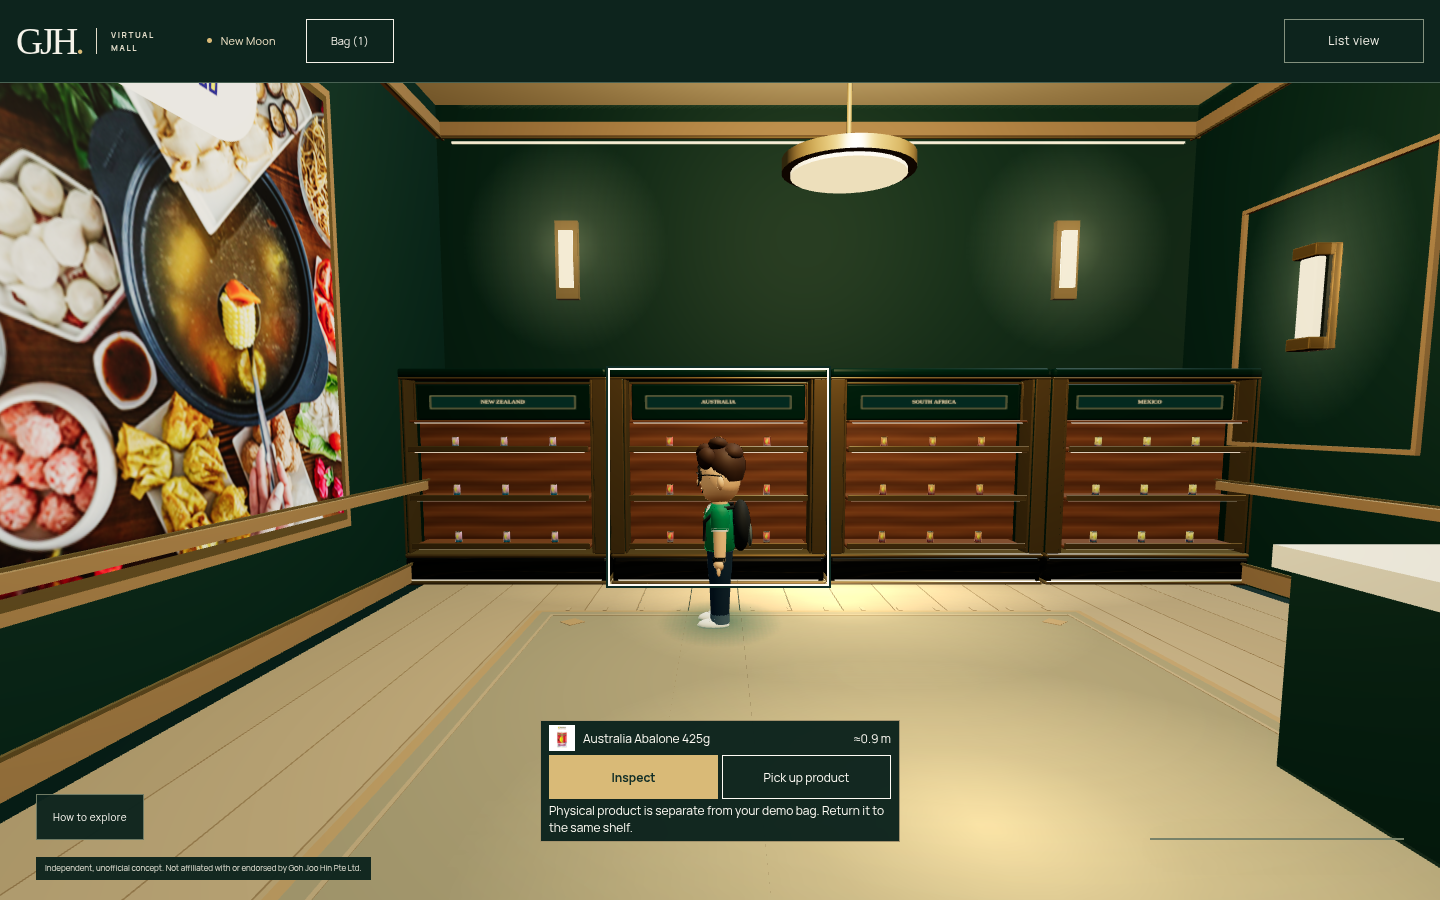 GJH.
VIRTUAL
MALL
New Moon
Bag (1)
List view
NEW ZEALAND
AUSTRALIA
SOUTH AFRICA
MEXICO
Australia Abalone 425g
≈0.9 m
Inspect
Pick up product
Physical product is separate from your demo bag. Return it to
the same shelf.
How to explore
Independent, unofficial concept. Not affiliated with or endorsed by Goh Joo Hin Pte Ltd.